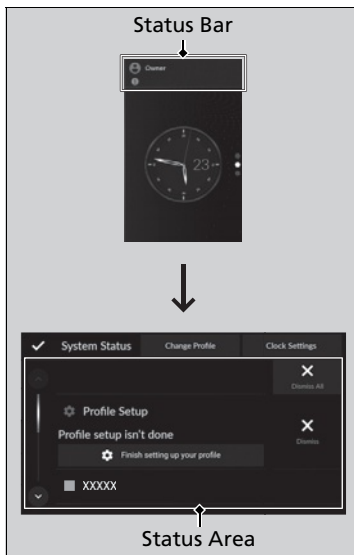 Status Bar
Owner
23
System Status
Change Profile
Clock Settings
Dismiss All
Profile Setup
Profile setup isn't done
Dismiss
Finish setting up your profile
XXXXX
Status Area